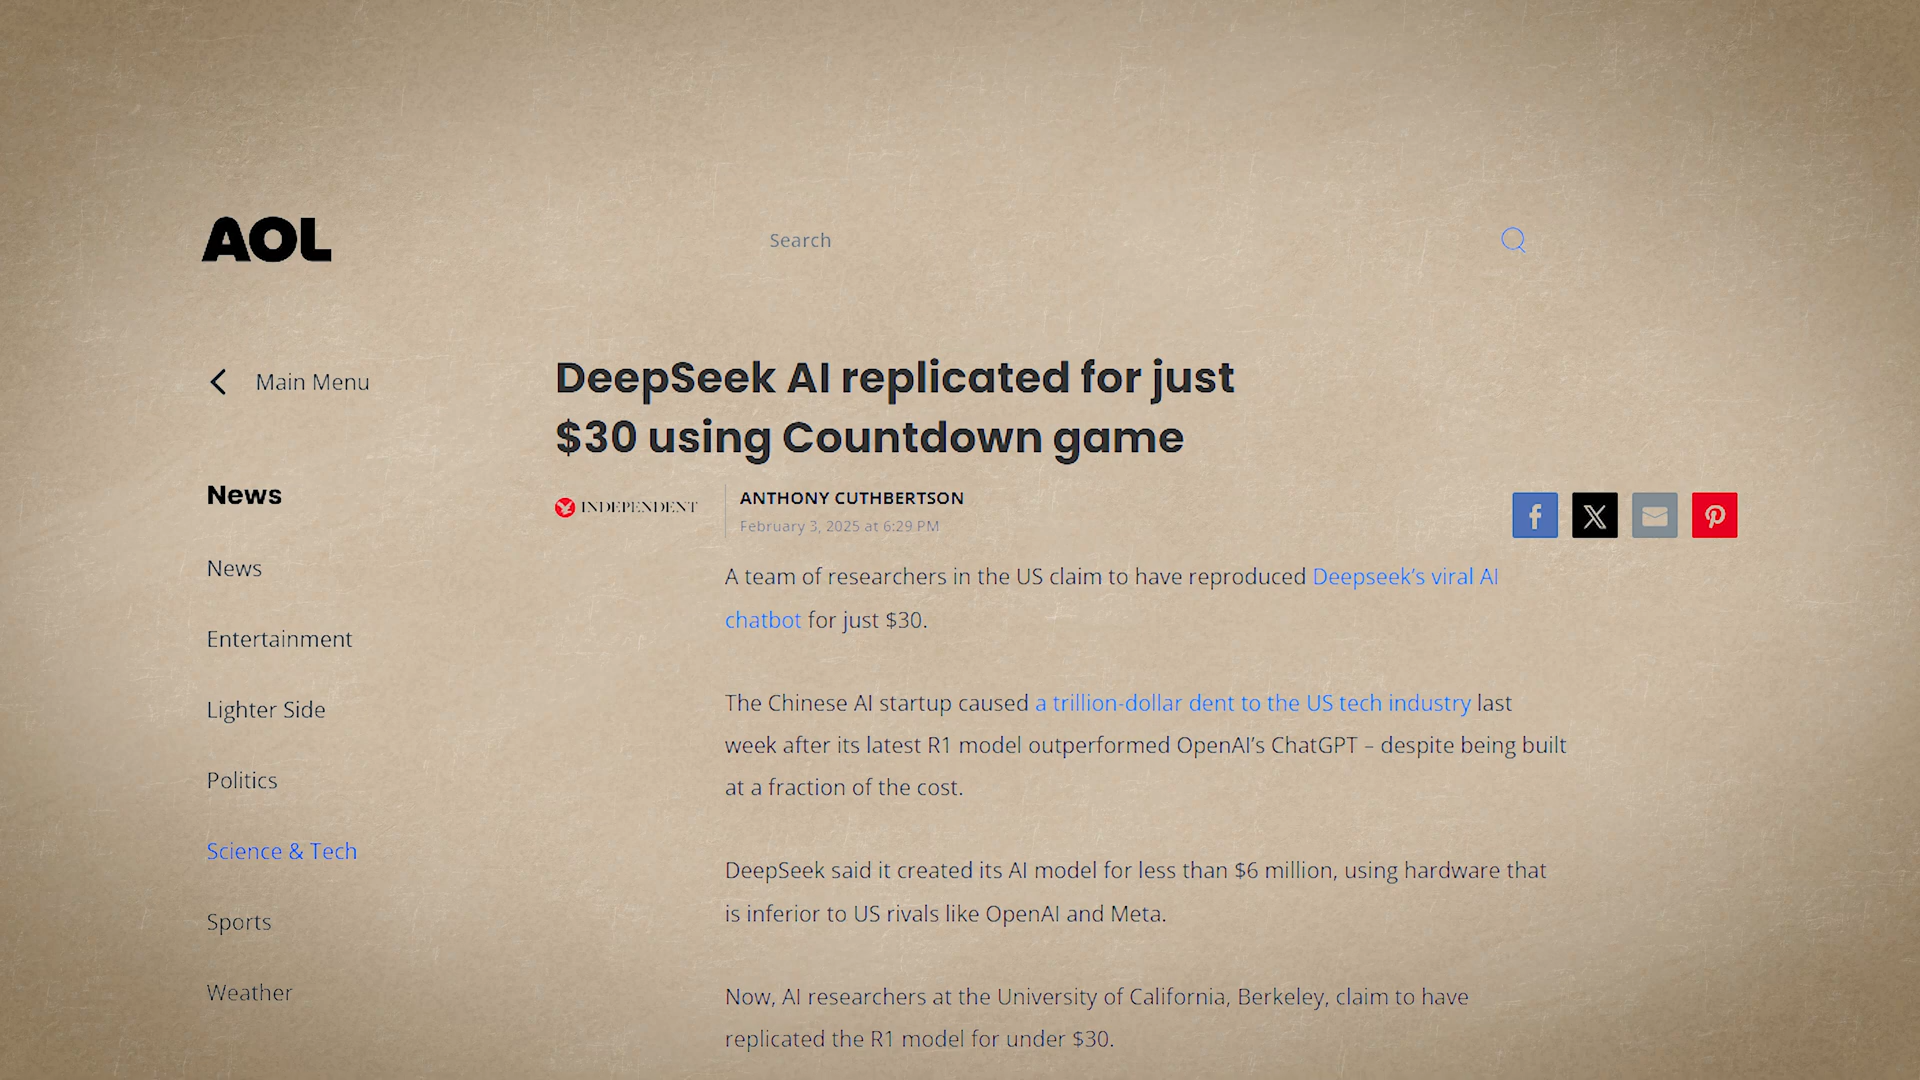 AOL
Search
Main Menu
DeepSeek AI replicated for just
$30 using Countdown game
News
INDEPENDENT
ANTHONY CUTHBERTSON
February 3, 2025 at 6:29 PM
News
A team of researchers in the US claim to have reproduced Deepseek’s viral AI
chatbot for just $30.
Entertainment
Lighter Side
The Chinese AI startup caused a trillion-dollar dent to the US tech industry last
week after its latest R1 model outperformed OpenAI’s ChatGPT – despite being built
at a fraction of the cost.
Politics
Science & Tech
DeepSeek said it created its AI model for less than $6 million, using hardware that
is inferior to US rivals like OpenAI and Meta.
Sports
Weather
Now, AI researchers at the University of California, Berkeley, claim to have
replicated the R1 model for under $30.